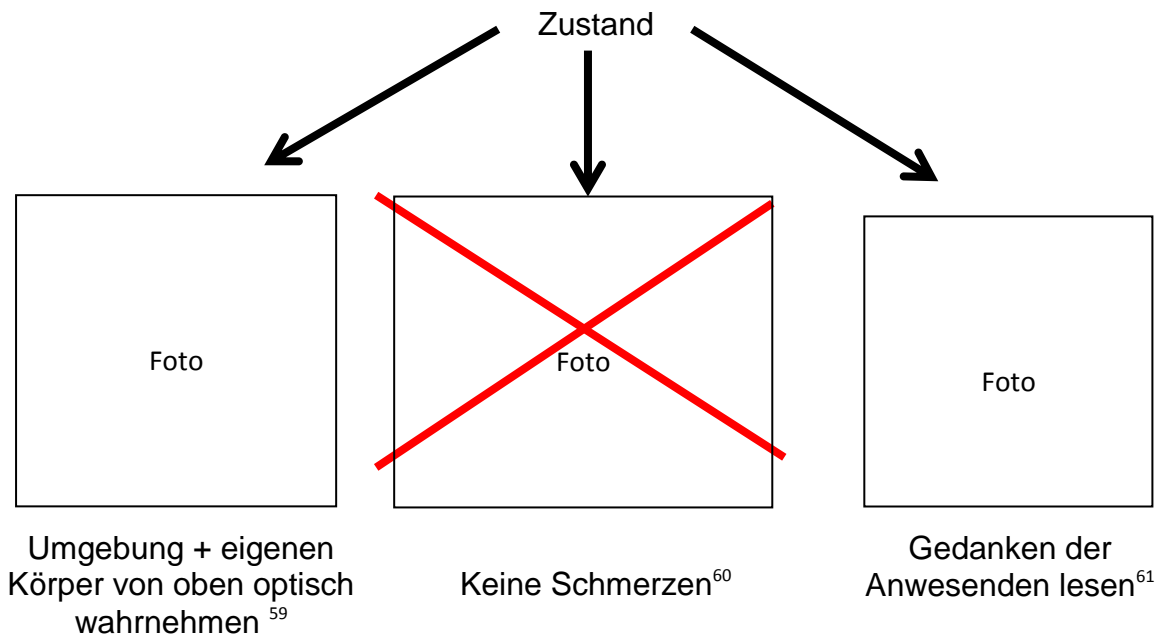 Zustand
Foto
Foto
Foto
Umgebung + eigenen
Körper von oben optisch
wahrnehmen 59
Keine Schmerzen60
Gedanken der
Anwesenden lesen61